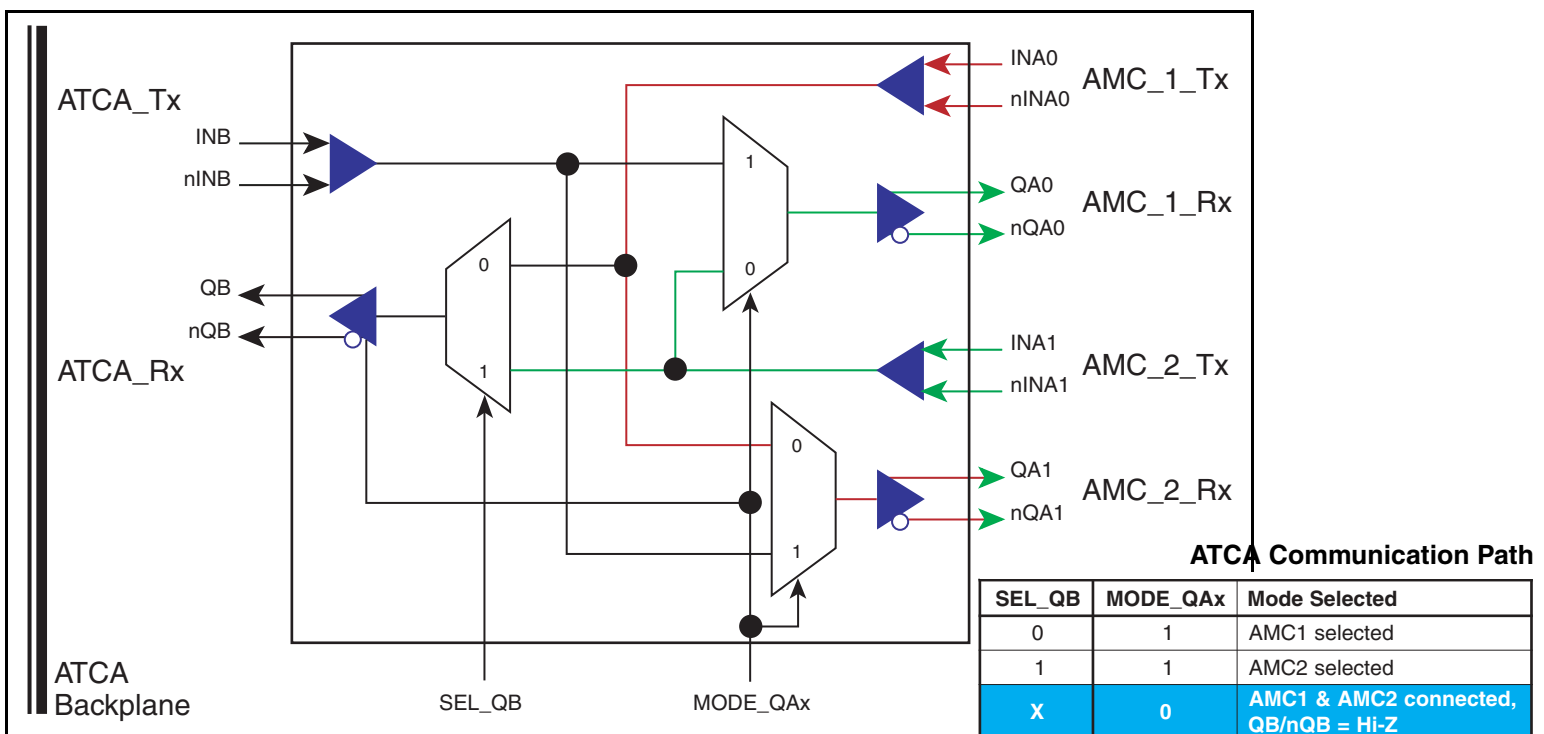 ATCA_Tx
INB
nINB
QB
nQB
ATCA_Rx
ATCA
Backplane
0
1
SEL_QB
1
0
0
1
MODE_QAx
INA0
nINA0
AMC_1_Tx
QA0
nQA0
AMC_1_Rx
INA1
nINA1
AMC_2_Tx
QA1
nQA1
AMC_2_Rx
ATCA Communication Path
SEL_QB MODE_QAx Mode Selected
0 1 AMC1 selected
1 1 AMC2 selected
X 0 AMC1 & AMC2 connected,
QB/nQB = Hi-Z